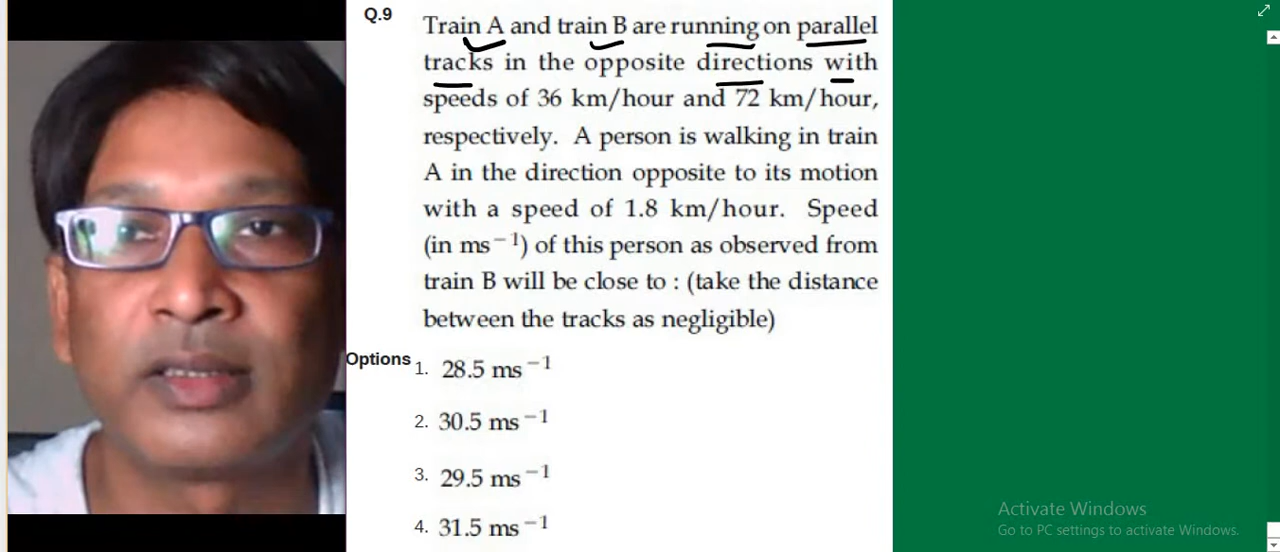 Q.9
Train A and train B are running on parallel
tracks in the opposite directions with
speeds of 36 km/hour and 72 km/hour,
respectively. A person is walking in train
A in the direction opposite to its motion
with a speed of 1.8 km/hour. Speed
(in ms⁻¹) of this person as observed from
train B will be close to : (take the distance
between the tracks as negligible)
Options
1. 28.5 ms⁻¹
2. 30.5 ms⁻¹
3. 29.5 ms⁻¹
4. 31.5 ms⁻¹
Activate Windows
Go to PC settings to activate Windows.